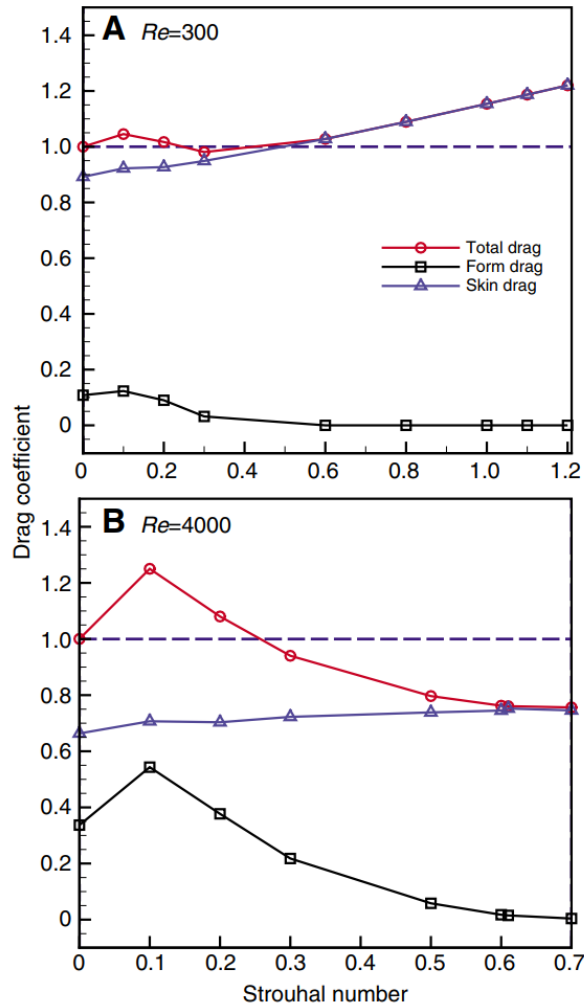 A Re=300
1.4
1.2
1.0
0.8
0.6
0.4
0.2
0
Total drag
Form drag
Skin drag
0 0.2 0.4 0.6 0.8 1.0 1.2
Drag coefficient
B Re=4000
1.4
1.2
1.0
0.8
0.6
0.4
0.2
0
0 0.1 0.2 0.3 0.4 0.5 0.6 0.7
Strouhal number